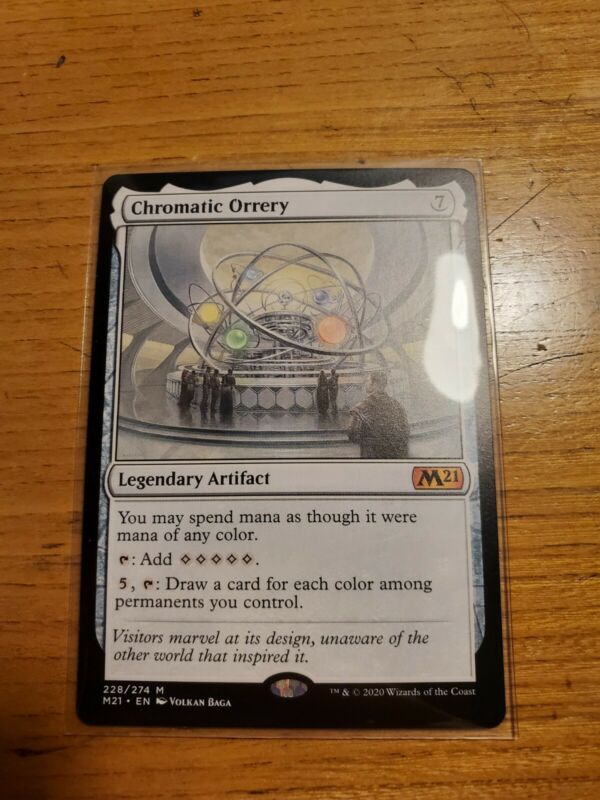 Chromatic Orrery 7
Legendary Artifact M21
You may spend mana as though it were
mana of any color.
: Add ◇◇◇◇◇.
5, : Draw a card for each color among
permanents you control.
Visitors marvel at its design, unaware of the
other world that inspired it.
228/274 M
M21 • EN VOLKAN BAGA
™ & © 2020 Wizards of the Coast